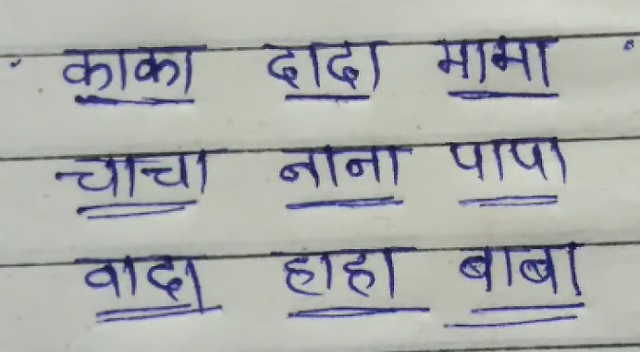 काका दादा मामा
चाचा नाना पापा
वादा हाहा बाबा